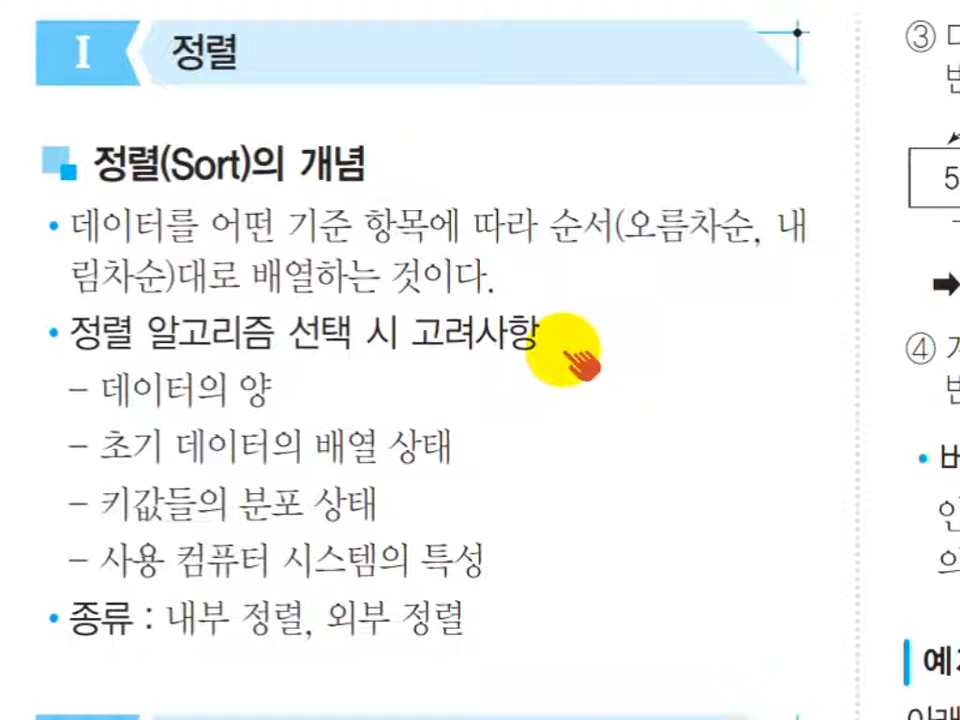 I 정렬
정렬(Sort)의 개념
• 데이터를 어떤 기준 항목에 따라 순서(오름차순, 내
림차순)대로 배열하는 것이다.
• 정렬 알고리즘 선택 시 고려사항
– 데이터의 양
– 초기 데이터의 배열 상태
– 키값들의 분포 상태
– 사용 컴퓨터 시스템의 특성
• 종류 : 내부 정렬, 외부 정렬
③
5
④